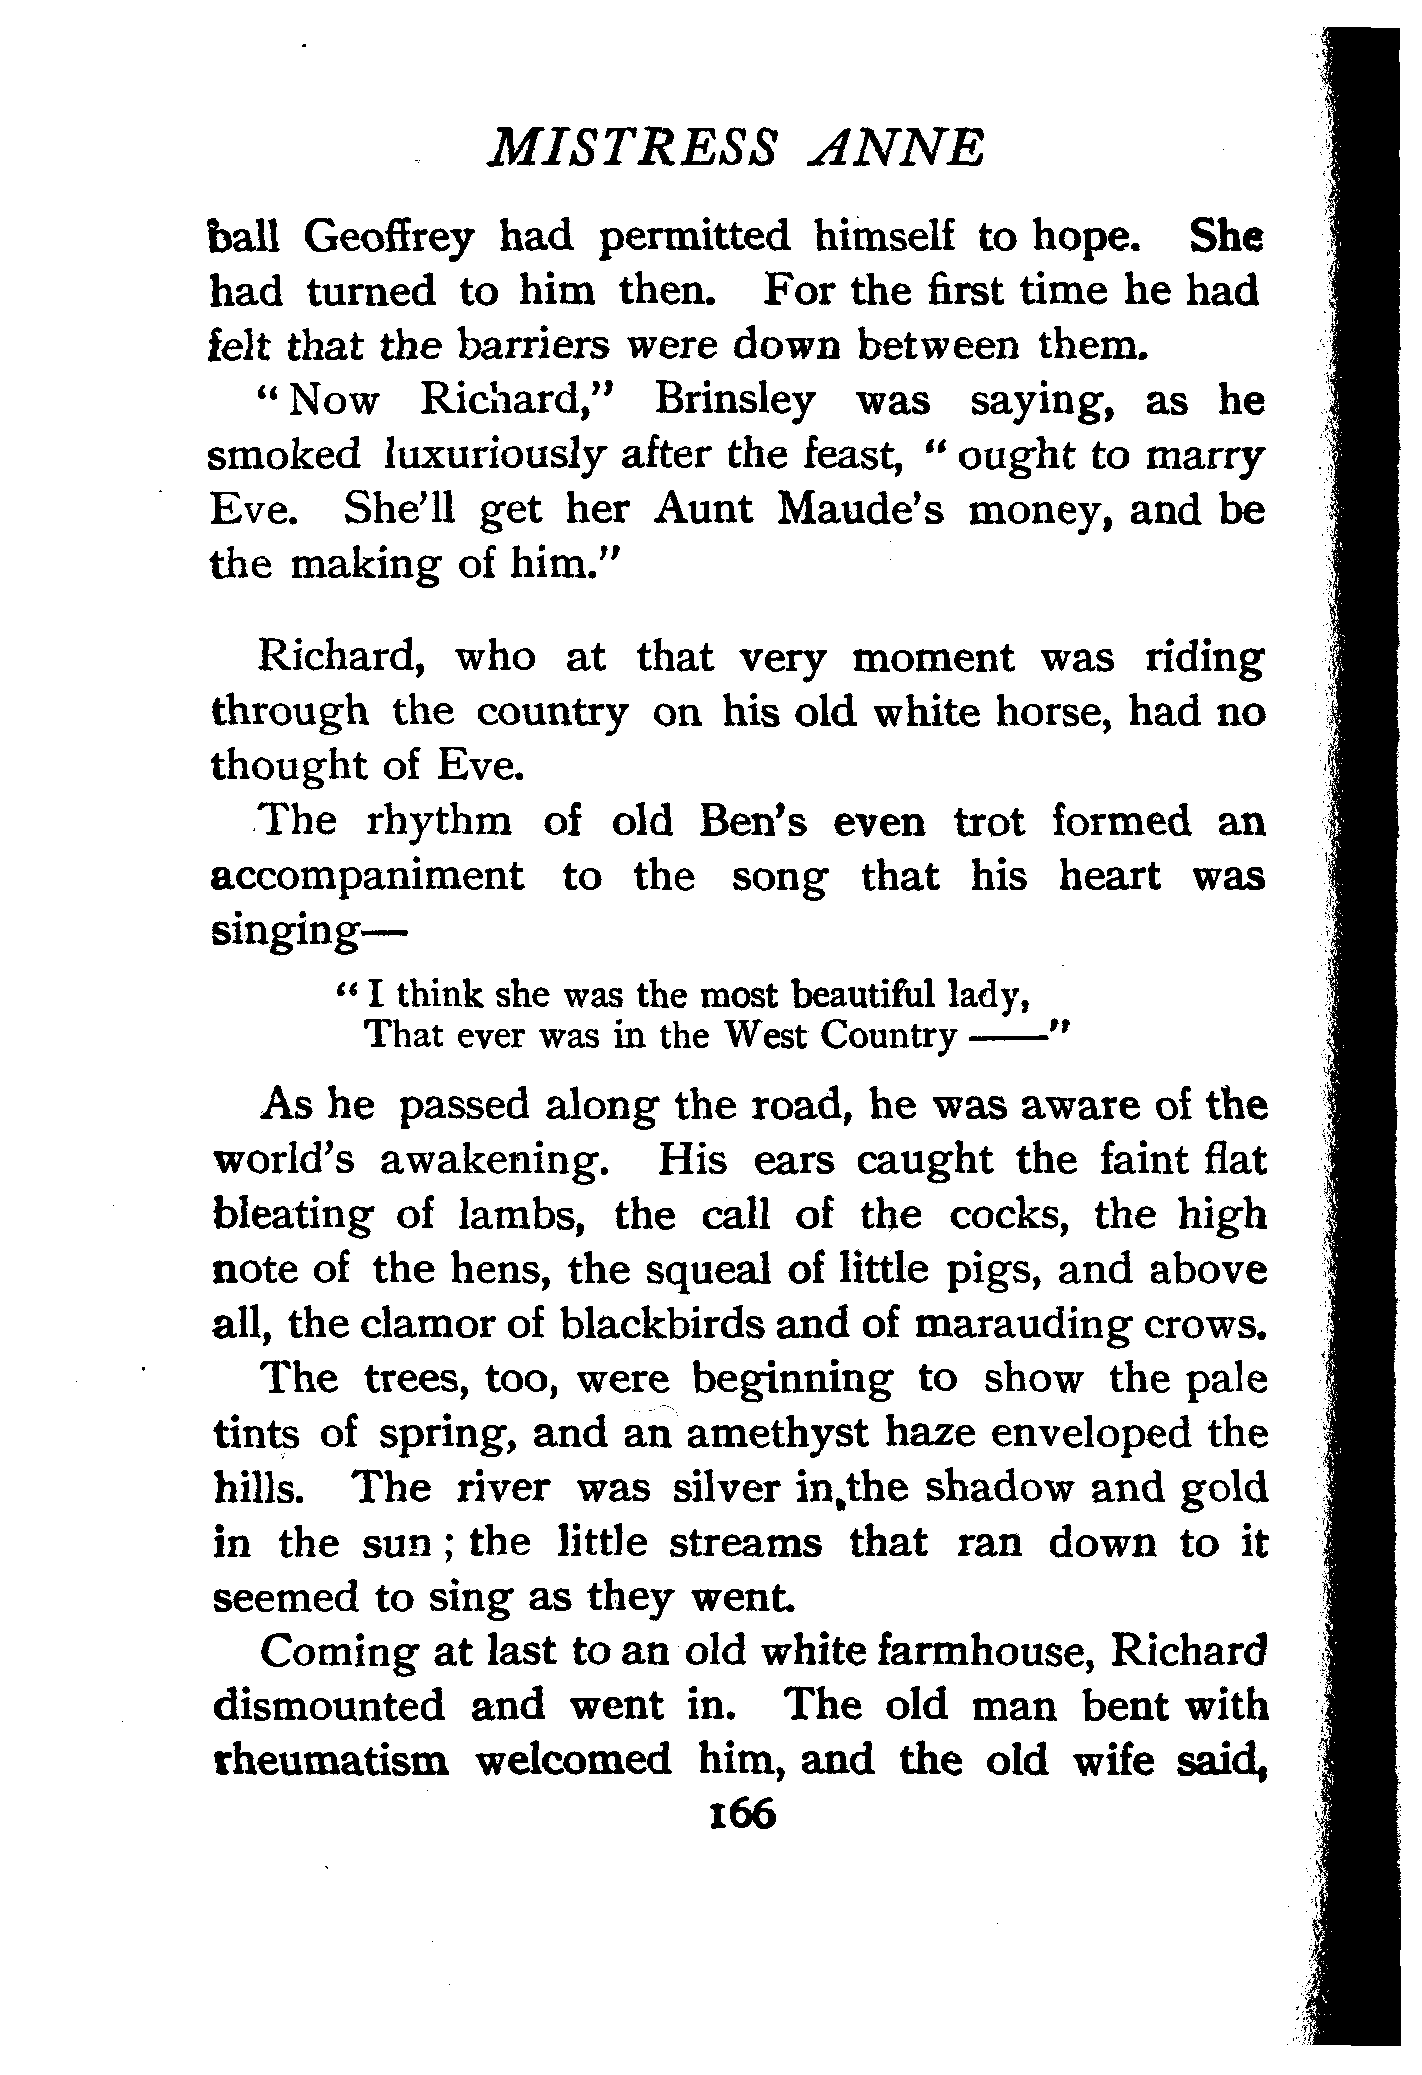 MISTRESS ANNE
ball Geoffrey had permitted himself to hope. She
had turned to him then. For the first time he had
felt that the barriers were down between them.
" Now Richard," Brinsley was saying, as he
smoked luxuriously after the feast, " ought to marry
Eve. She'll get her Aunt Maude's money, and be
the making of him."
Richard, who at that very moment was riding
through the country on his old white horse, had no
thought of Eve.
The rhythm of old Ben's even trot formed an
accompaniment to the song that his heart was
singing—
" I think she was the most beautiful lady,
That ever was in the West Country ——"
As he passed along the road, he was aware of the
world's awakening. His ears caught the faint flat
bleating of lambs, the call of the cocks, the high
note of the hens, the squeal of little pigs, and above
all, the clamor of blackbirds and of marauding crows.
The trees, too, were beginning to show the pale
tints of spring, and an amethyst haze enveloped the
hills. The river was silver in the shadow and gold
in the sun ; the little streams that ran down to it
seemed to sing as they went.
Coming at last to an old white farmhouse, Richard
dismounted and went in. The old man bent with
rheumatism welcomed him, and the old wife said,
166